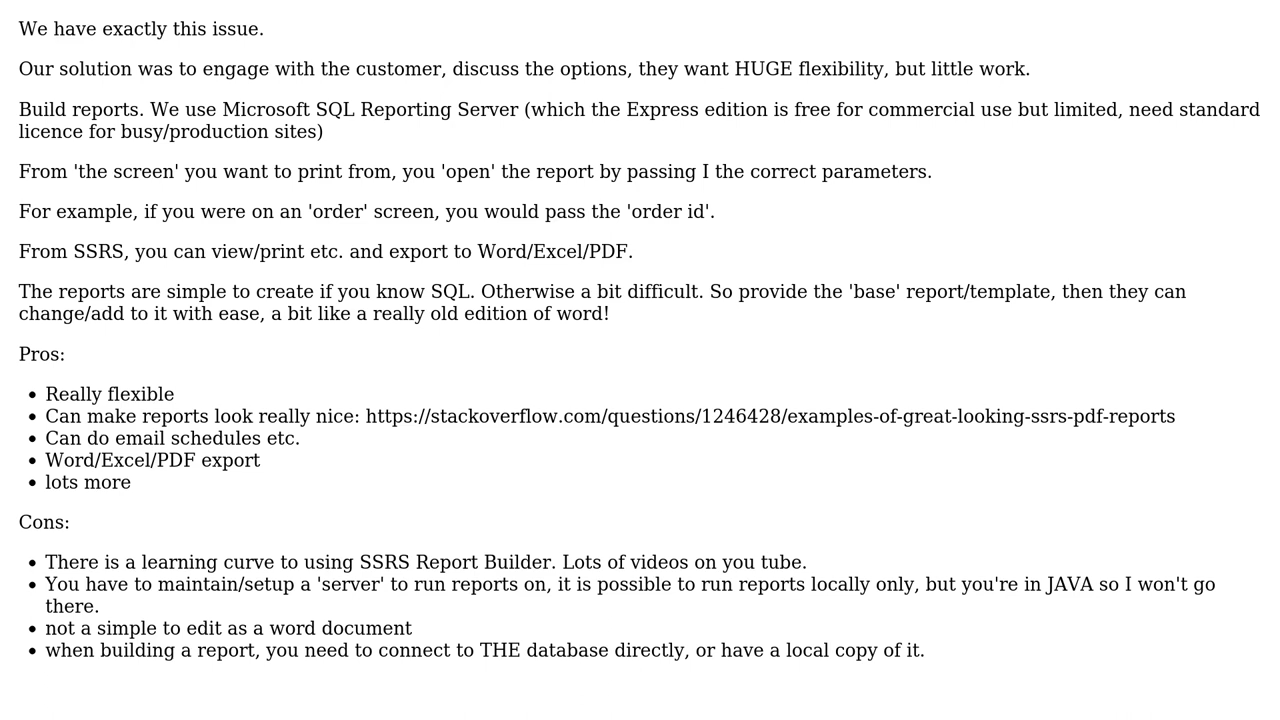 We have exactly this issue.
Our solution was to engage with the customer, discuss the options, they want HUGE flexibility, but little work.
Build reports. We use Microsoft SQL Reporting Server (which the Express edition is free for commercial use but limited, need standard
licence for busy/production sites)
From 'the screen' you want to print from, you 'open' the report by passing I the correct parameters.
For example, if you were on an 'order' screen, you would pass the 'order id'.
From SSRS, you can view/print etc. and export to Word/Excel/PDF.
The reports are simple to create if you know SQL. Otherwise a bit difficult. So provide the 'base' report/template, then they can
change/add to it with ease, a bit like a really old edition of word!
Pros:
• Really flexible
• Can make reports look really nice: https://stackoverflow.com/questions/1246428/examples-of-great-looking-ssrs-pdf-reports
• Can do email schedules etc.
• Word/Excel/PDF export
• lots more
Cons:
• There is a learning curve to using SSRS Report Builder. Lots of videos on you tube.
• You have to maintain/setup a 'server' to run reports on, it is possible to run reports locally only, but you're in JAVA so I won't go
there.
• not a simple to edit as a word document
• when building a report, you need to connect to THE database directly, or have a local copy of it.